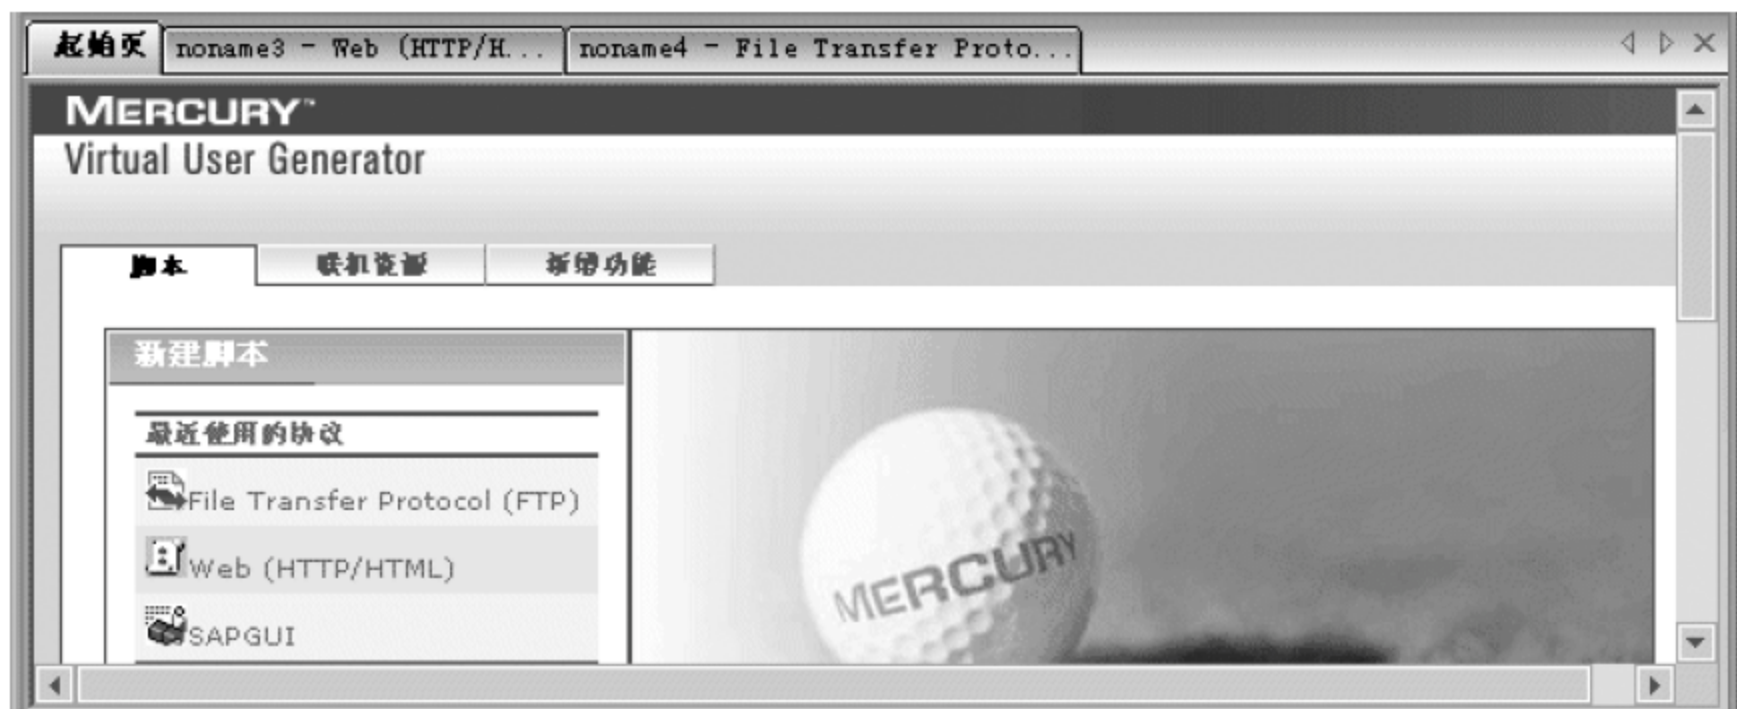 起始页 noname3 - Web (HTTP/H... noname4 - File Transfer Proto...
MERCURY™
Virtual User Generator
脚本 联机资源 新增功能
新建脚本
最近使用的协议
File Transfer Protocol (FTP)
Web (HTTP/HTML)
SAPGUI
MERCURY